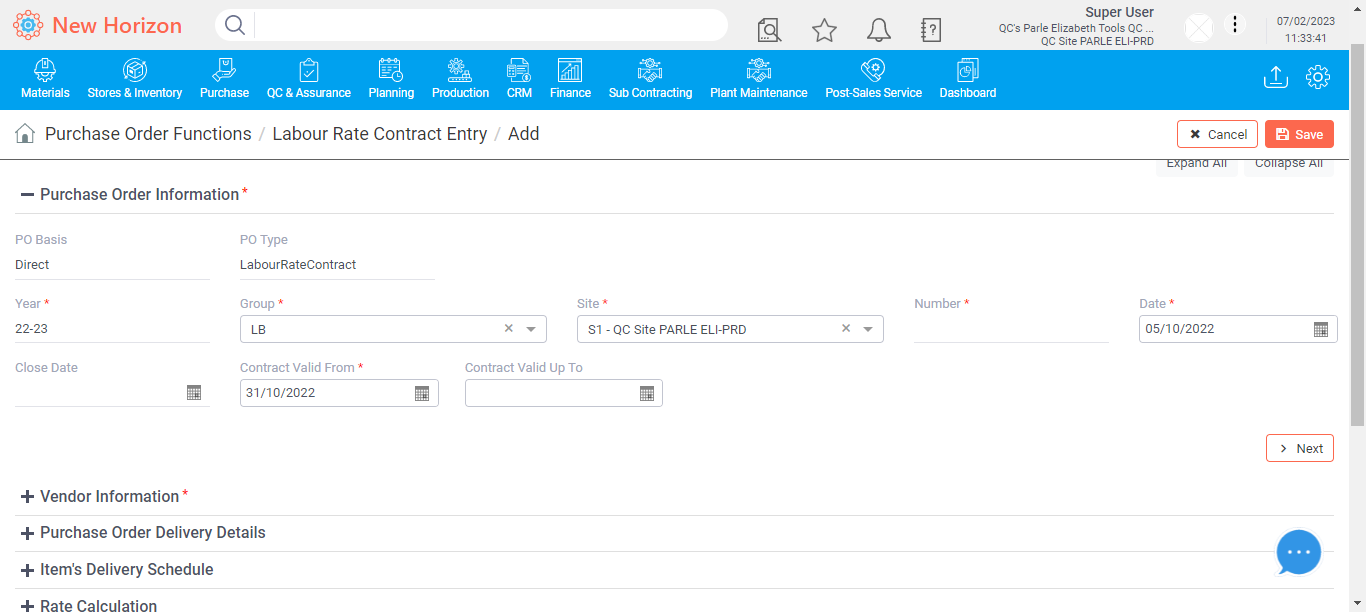 New Horizon
Super User
QC's Parle Elizabeth Tools QC ...
QC Site PARLE ELI-PRD
07/02/2023
11:33:41
Materials
Stores & Inventory
Purchase
QC & Assurance
Planning
Production
CRM
Finance
Sub Contracting
Plant Maintenance
Post-Sales Service
Dashboard
Purchase Order Functions / Labour Rate Contract Entry / Add
Cancel
Save
Expand All
Collapse All
Purchase Order Information *
PO Basis
PO Type
Direct
LabourRateContract
Year *
Group *
Site *
Number *
Date *
22-23
LB
S1 - QC Site PARLE ELI-PRD
05/10/2022
Close Date
Contract Valid From *
Contract Valid Up To
31/10/2022
Next
Vendor Information *
Purchase Order Delivery Details
Item's Delivery Schedule
Rate Calculation